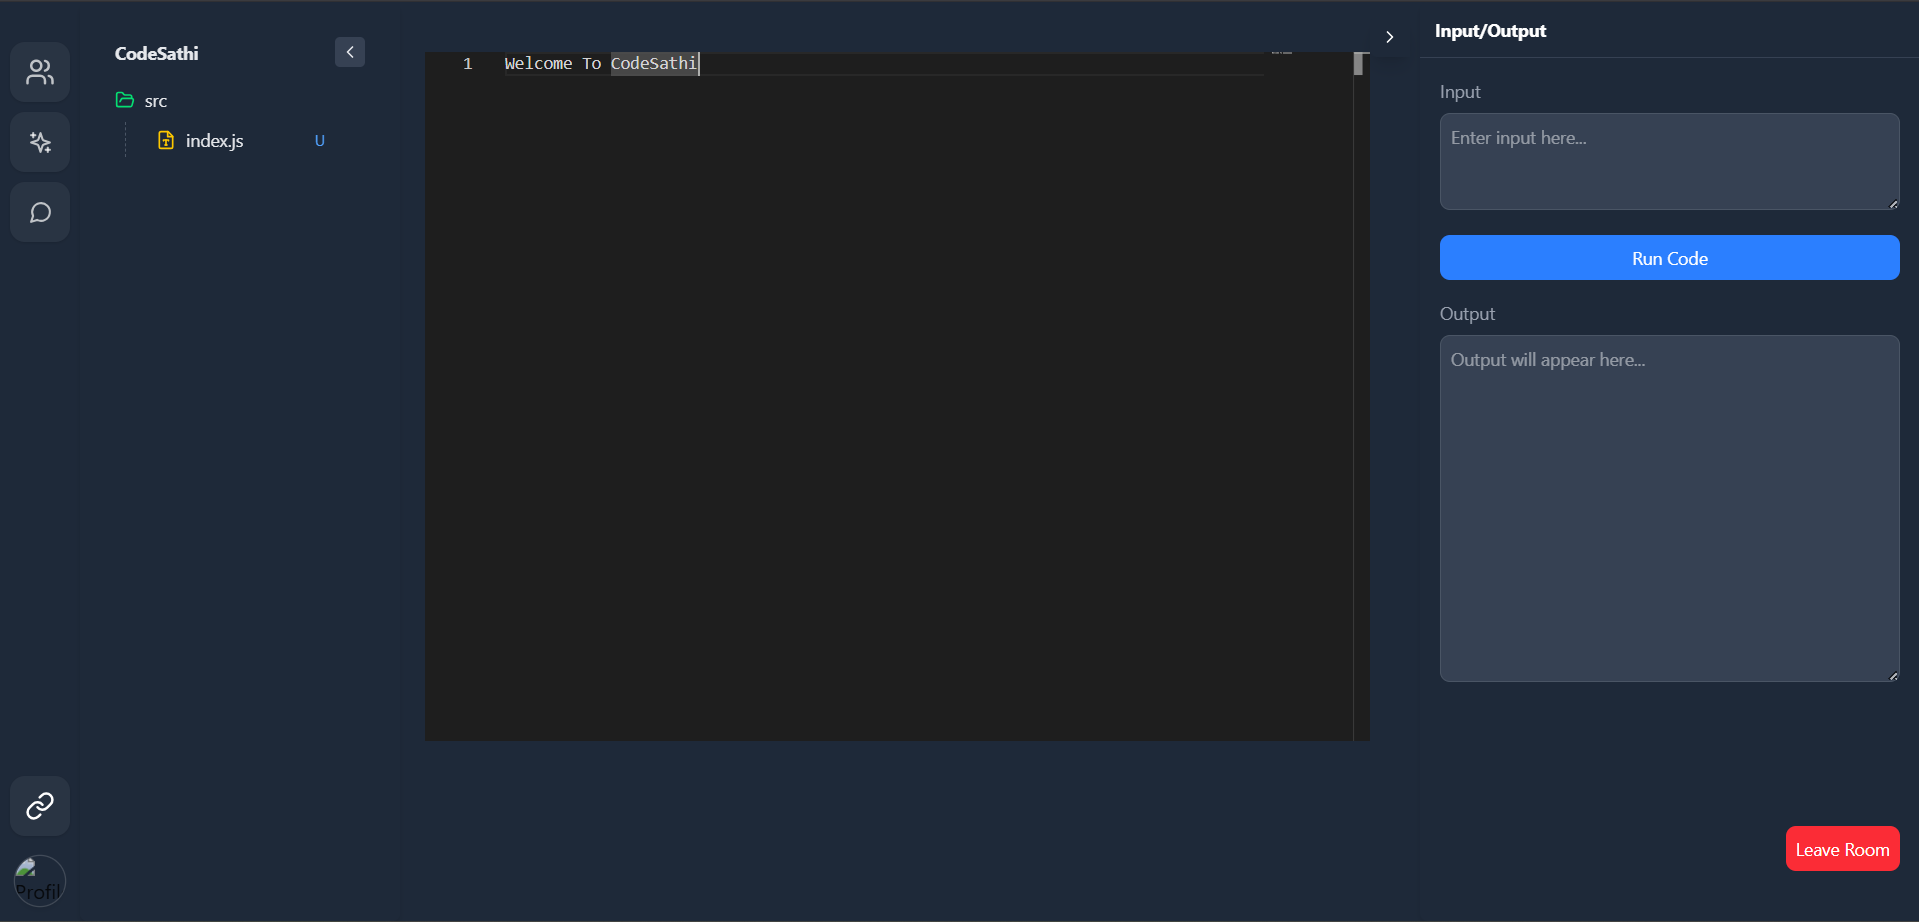 CodeSathi
src
index.js U
1 Welcome To CodeSathi
Input/Output
Input
Enter input here...
Run Code
Output
Output will appear here...
Leave Room
Profil